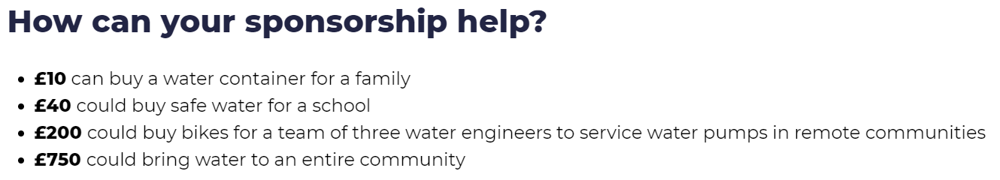 How can your sponsorship help?
• £10 can buy a water container for a family
• £40 could buy safe water for a school
• £200 could buy bikes for a team of three water engineers to service water pumps in remote communities
• £750 could bring water to an entire community